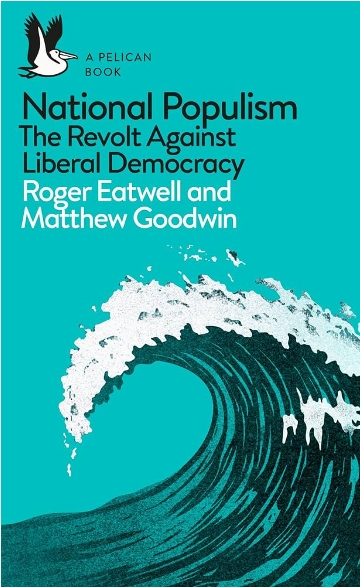 A PELICAN
BOOK
National Populism
The Revolt Against
Liberal Democracy
Roger Eatwell and
Matthew Goodwin